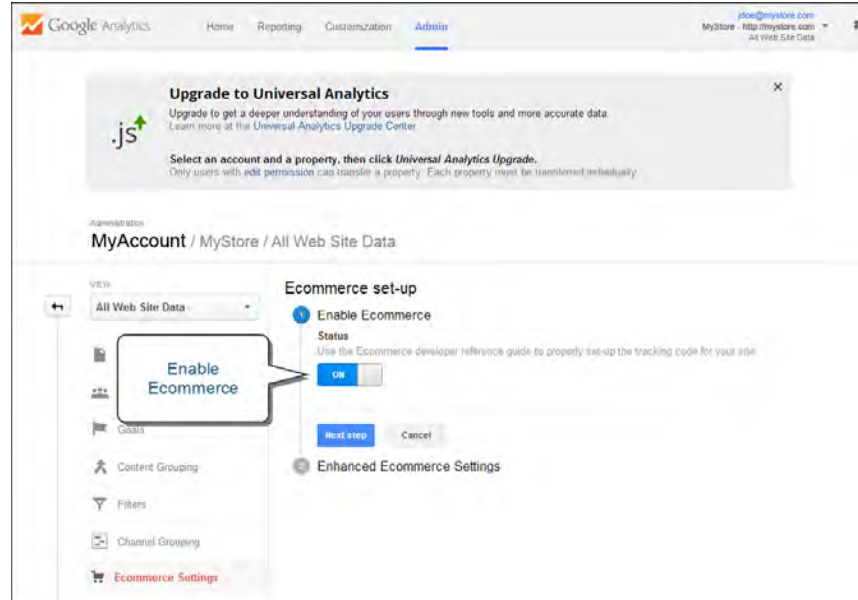 Google Analytics Home Reporting Customization Admin
jdoe@mystore.com
MyStore - http://mystore.com
All Web Site Data
Upgrade to Universal Analytics
Upgrade to get a deeper understanding of your users through new tools and more accurate data.
Learn more at the Universal Analytics Upgrade Center.
.js
Select an account and a property, then click Universal Analytics Upgrade.
Only users with edit permission can transfer a property. Each property must be transferred individually.
Administration
MyAccount / MyStore / All Web Site Data
VIEW
All Web Site Data
Ecommerce set-up
1 Enable Ecommerce
Status
Use the Ecommerce developer reference guide to properly set-up the tracking code for your site
ON
Enable
Ecommerce
Next step Cancel
2 Enhanced Ecommerce Settings
Goals
Content Grouping
Filters
Channel Grouping
Ecommerce Settings